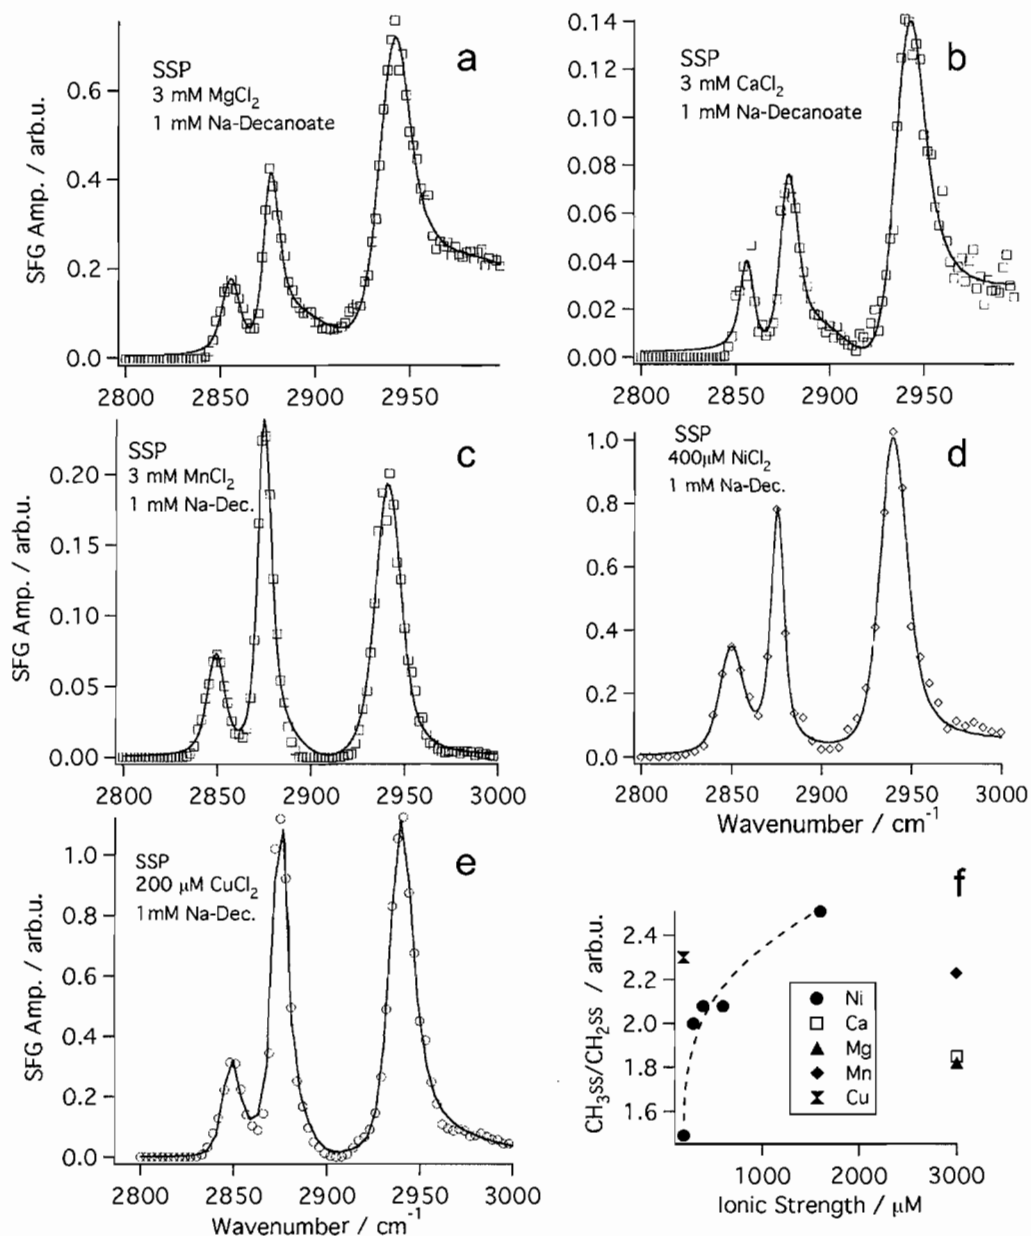 a
SSP
3 mM MgCl2
1 mM Na-Decanoate
SFG Amp. / arb.u.
0.6
0.4
0.2
0.0
2800 2850 2900 2950
b
SSP
3 mM CaCl2
1 mM Na-Decanoate
0.14
0.12
0.10
0.08
0.06
0.04
0.02
0.00
2800 2850 2900 2950
c
SSP
3 mM MnCl2
1 mM Na-Dec.
SFG Amp. / arb.u.
0.20
0.15
0.10
0.05
0.00
2800 2850 2900 2950 3000
d
SSP
400μM NiCl2
1 mM Na-Dec.
1.0
0.8
0.6
0.4
0.2
0.0
2800 2850 2900 2950 3000
Wavenumber / cm-1
e
SSP
200 μM CuCl2
1mM Na-Dec.
SFG Amp. / arb.u.
1.0
0.8
0.6
0.4
0.2
0.0
2800 2850 2900 2950 3000
Wavenumber / cm-1
f
CH3ss/CH2ss / arb.u.
2.4
2.2
2.0
1.8
1.6
Ni
Ca
Mg
Mn
Cu
1000 2000 3000
Ionic Strength / μM